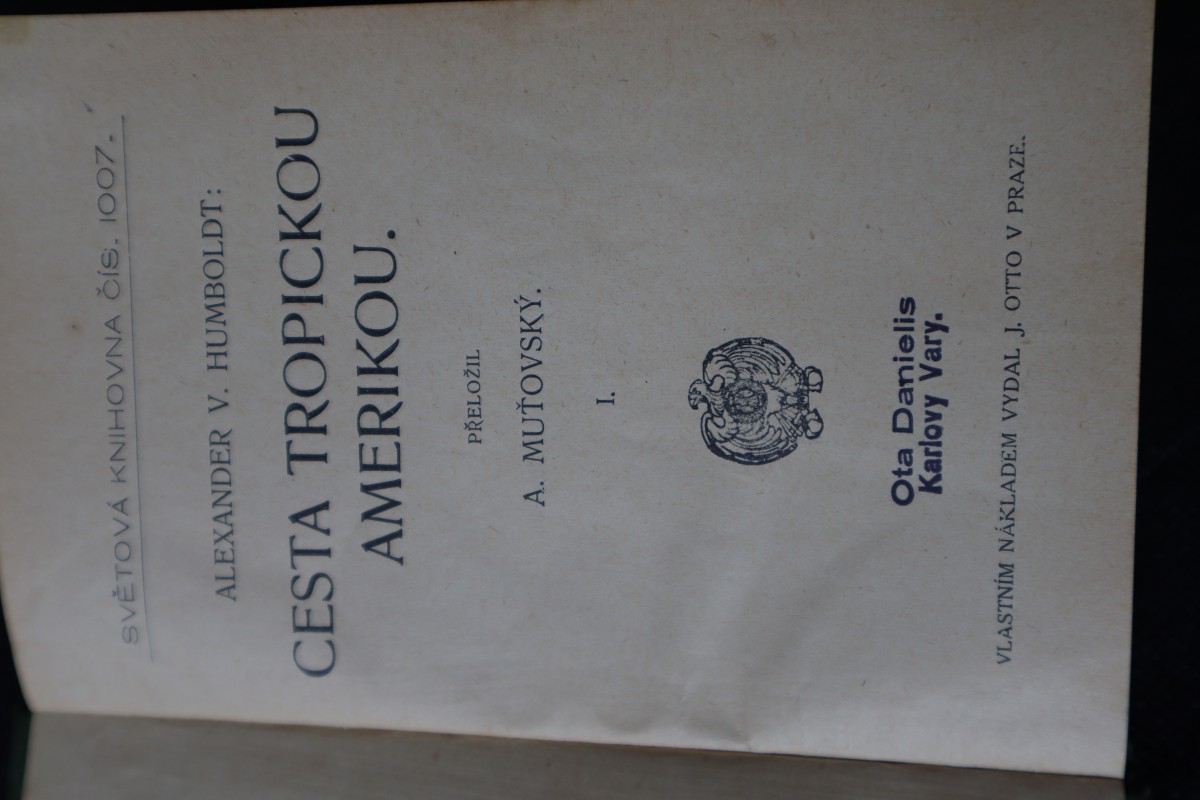 SVĚTOVÁ KNIHOVNA ČÍS. 1007.
ALEXANDER V. HUMBOLDT:
CESTA TROPICKOU
AMERIKOU.
PŘELOŽIL
A. MUŤOVSKÝ.
I.
Ota Danielis
Karlovy Vary.
VLASTNÍM NÁKLADEM VYDAL J. OTTO V PRAZE.